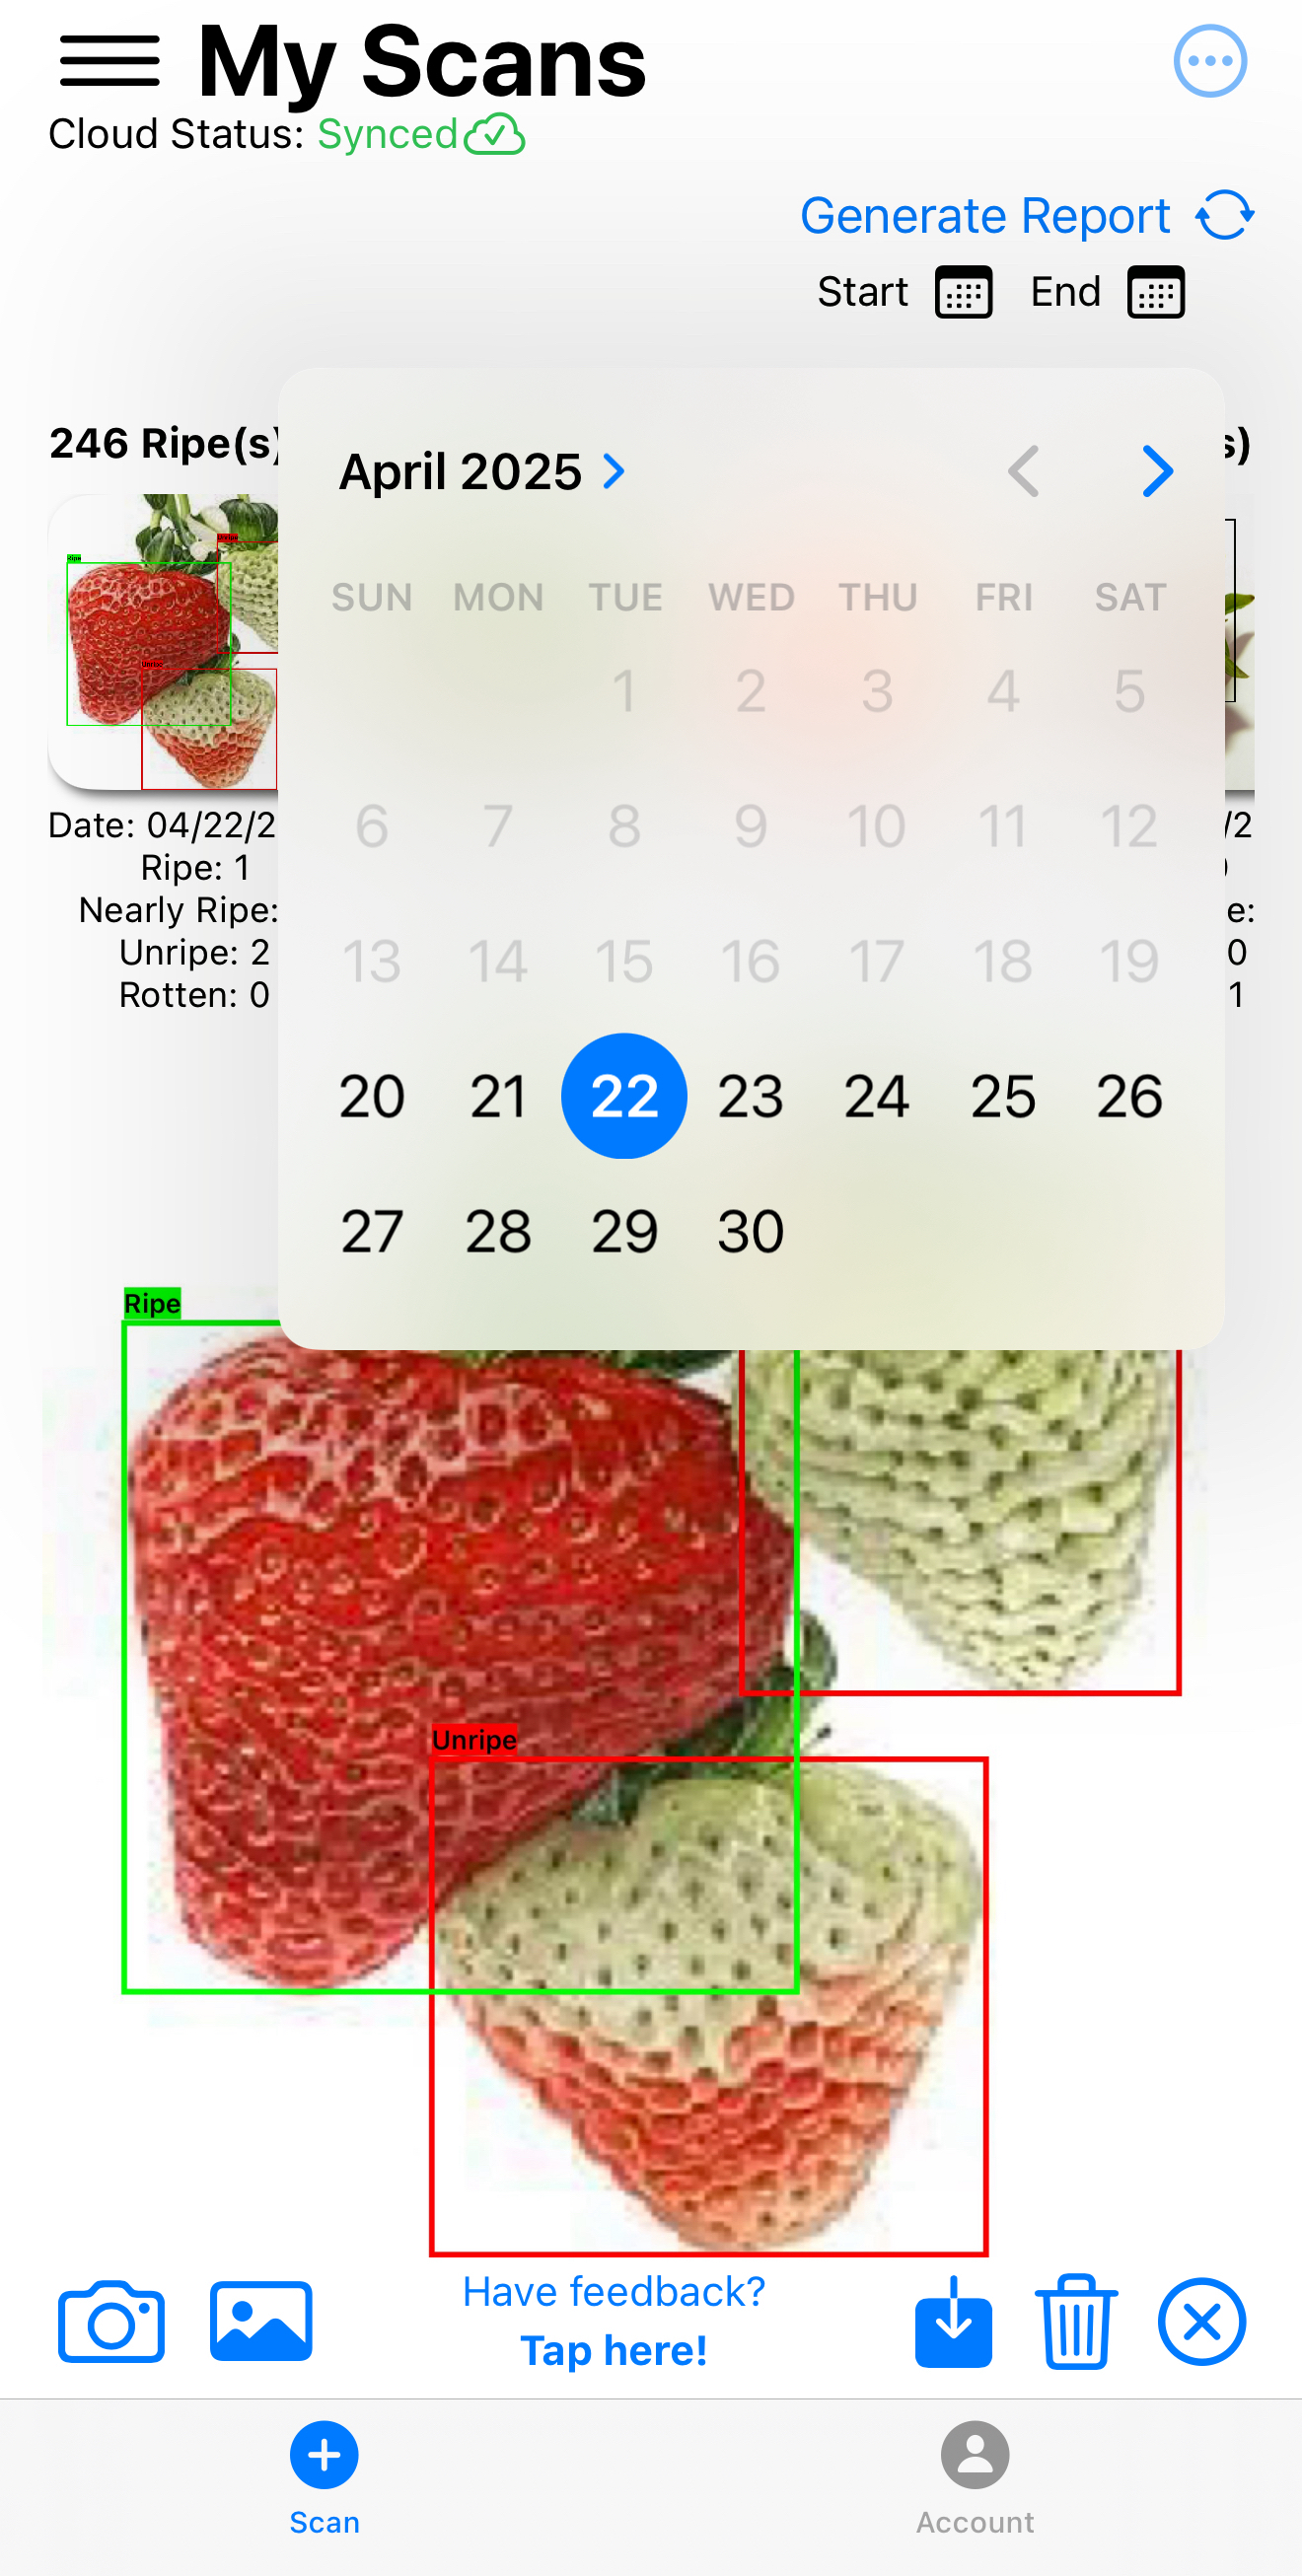 My Scans
Cloud Status: Synced
Generate Report
Start End
246 Ripe(s)
April 2025
SUN MON TUE WED THU FRI SAT
1 2 3 4 5
6 7 8 9 10 11 12
13 14 15 16 17 18 19
20 21 22 23 24 25 26
27 28 29 30
Ripe
Unripe
Unripe
Date: 04/22/2
Ripe: 1
Nearly Ripe:
Unripe: 2
0
Rotten: 0
1
Ripe
Unripe
Have feedback?
Tap here!
Scan
Account